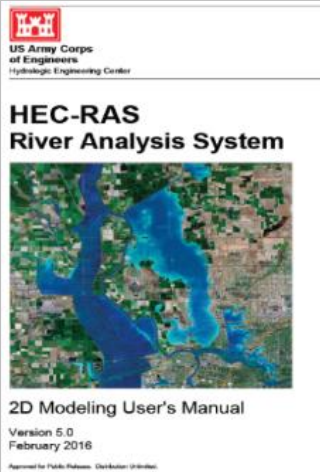 US Army Corps
of Engineers
Hydrologic Engineering Center
HEC-RAS
River Analysis System
2D Modeling User's Manual
Version 5.0
February 2016
Approved for Public Release. Distribution Unlimited.